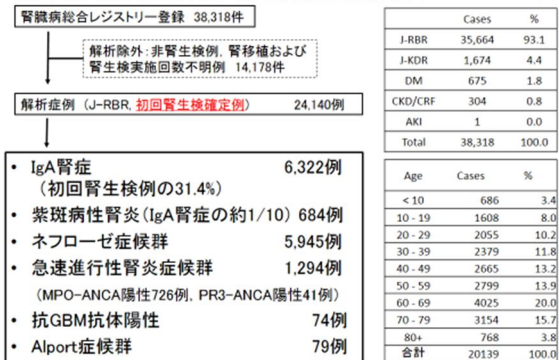 腎臓病総合レジストリー登録 38,318件
解析除外：非腎生検例, 腎移植および
腎生検実施回数不明例 14,178件
解析症例（J-RBR, 初回腎生検確定例） 24,140例
• IgA腎症 6,322例
（初回腎生検例の31.4%）
• 紫斑病性腎炎（IgA腎症の約1/10）684例
• ネフローゼ症候群 5,945例
• 急速進行性腎炎症候群 1,294例
（MPO-ANCA陽性726例, PR3-ANCA陽性41例）
• 抗GBM抗体陽性 74例
• Alport症候群 79例
Cases %
J-RBR 35,664 93.1
J-KDR 1,674 4.4
DM 675 1.8
CKD/CRF 304 0.8
AKI 1 0.0
Total 38,318 100.0
Age Cases %
< 10 686 3.4
10 - 19 1608 8.0
20 - 29 2055 10.2
30 - 39 2379 11.8
40 - 49 2665 13.2
50 - 59 2799 13.9
60 - 69 4025 20.0
70 - 79 3154 15.7
80+ 768 3.8
合計 20139 100.0